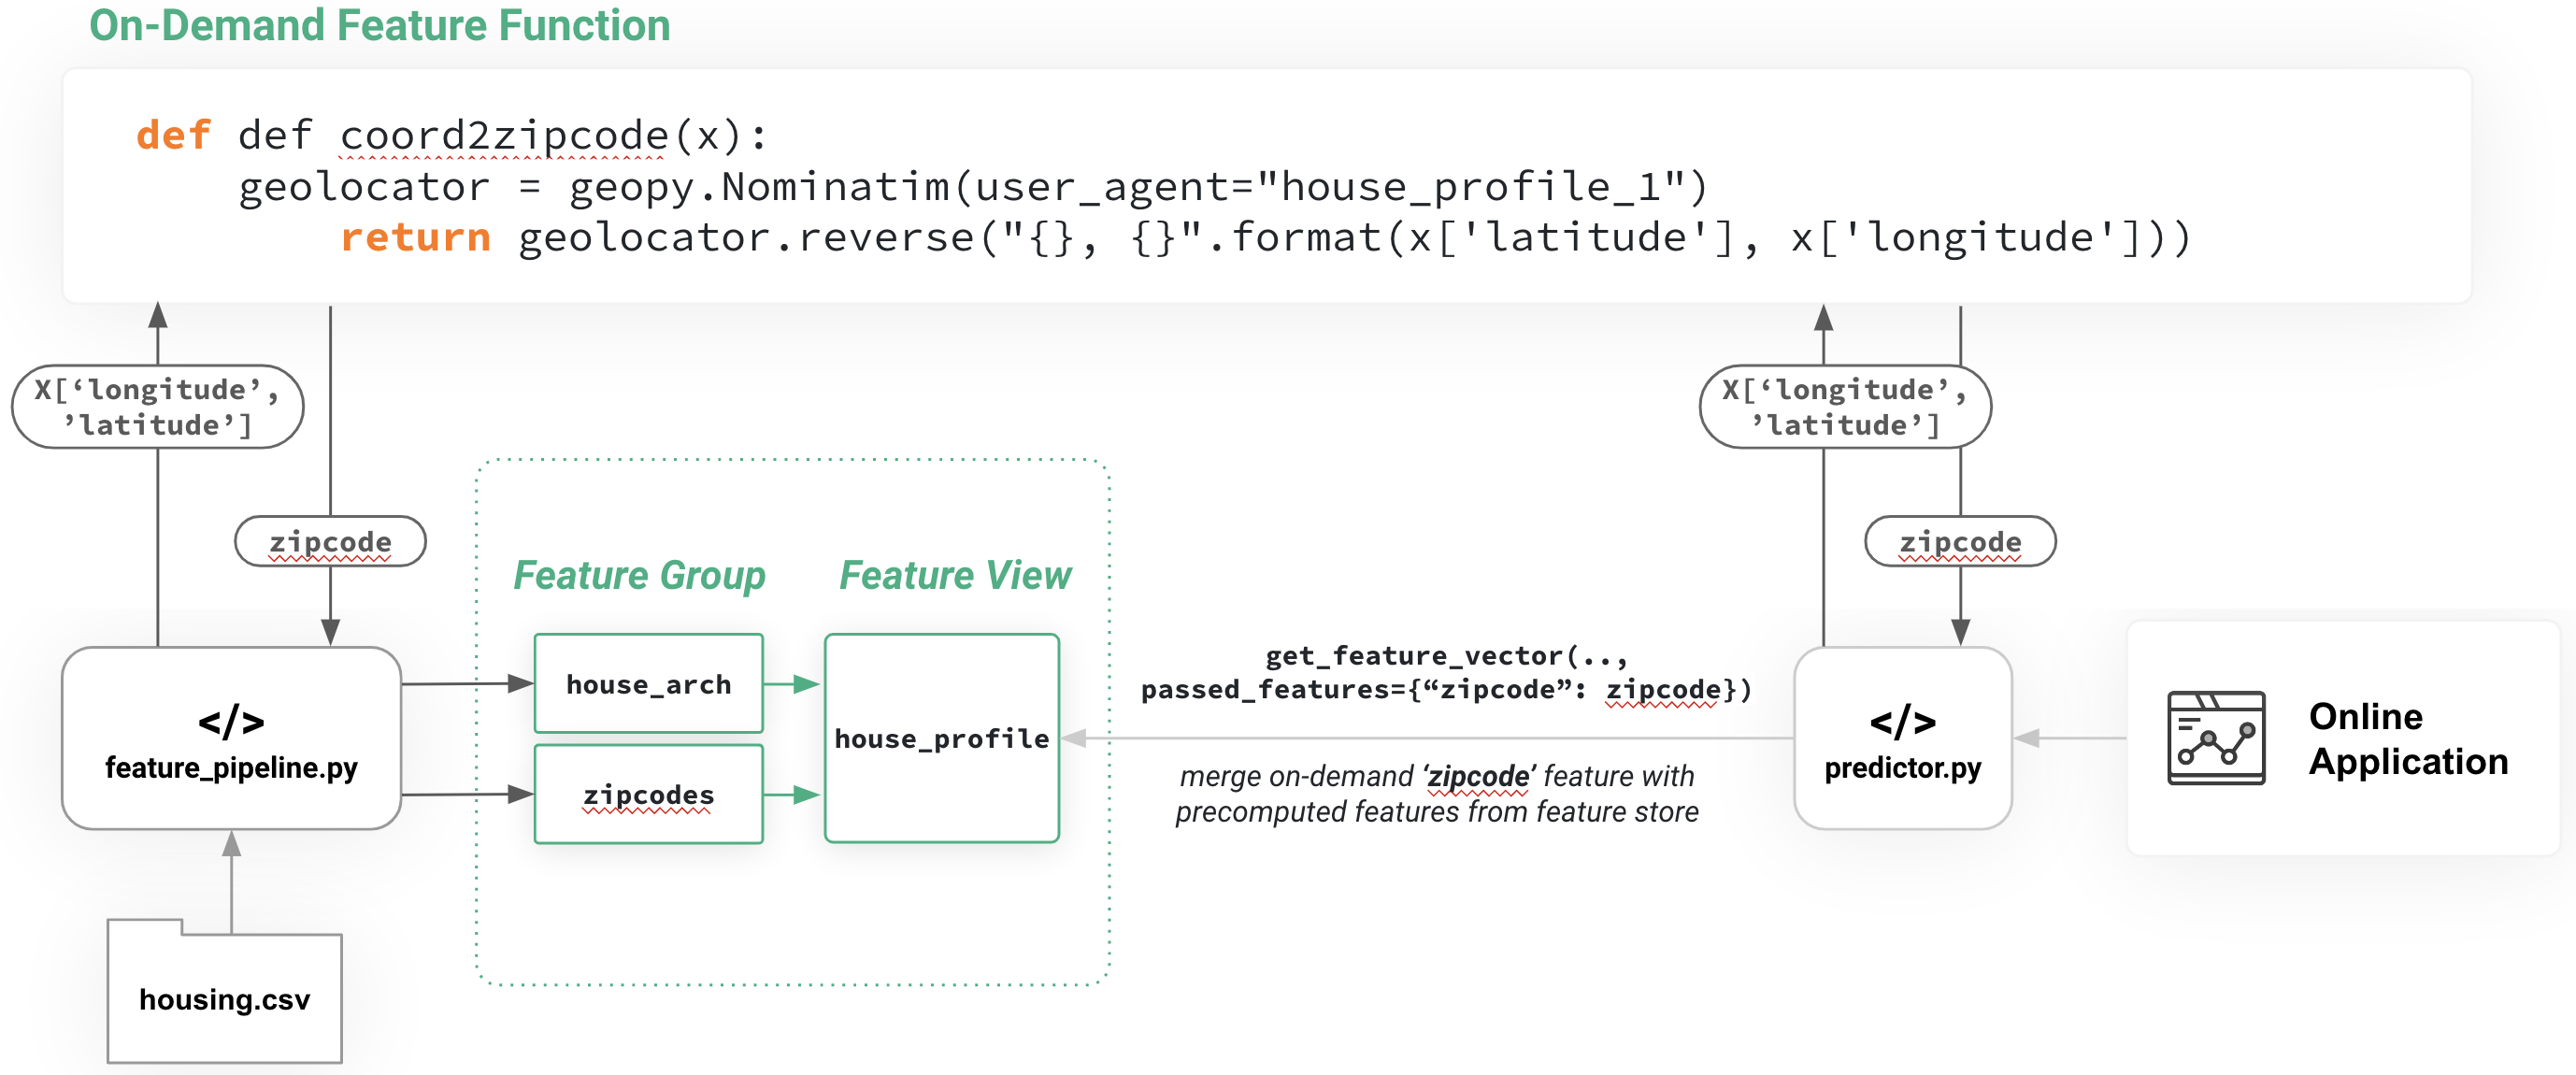 On-Demand Feature Function
def def coord2zipcode(x):
geolocator = geopy.Nominatim(user_agent="house_profile_1")
return geolocator.reverse("{}, {}".format(x['latitude'], x['longitude']))
X[‘longitude’,
’latitude’]
zipcode
X[‘longitude’,
’latitude’]
zipcode
Feature Group
Feature View
house_arch
zipcodes
house_profile
</>
feature_pipeline.py
housing.csv
get_feature_vector(..,
passed_features={“zipcode”: zipcode})
merge on-demand ‘zipcode’ feature with
precomputed features from feature store
</>
predictor.py
Online
Application